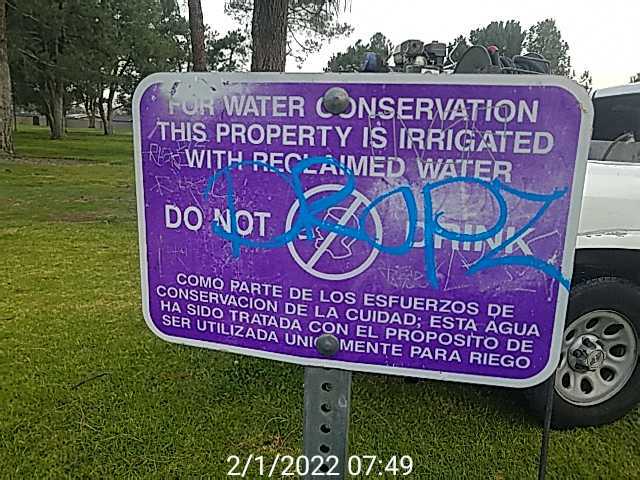 FOR WATER CONSERVATION
THIS PROPERTY IS IRRIGATED
WITH RECLAIMED WATER
DO NOT DRINK
DROPZ
COMO PARTE DE LOS ESFUERZOS DE
CONSERVACION DE LA CUIDAD; ESTA AGUA
HA SIDO TRATADA CON EL PROPOSITO DE
SER UTILIZADA UNICAMENTE PARA RIEGO
2/1/2022 07:49